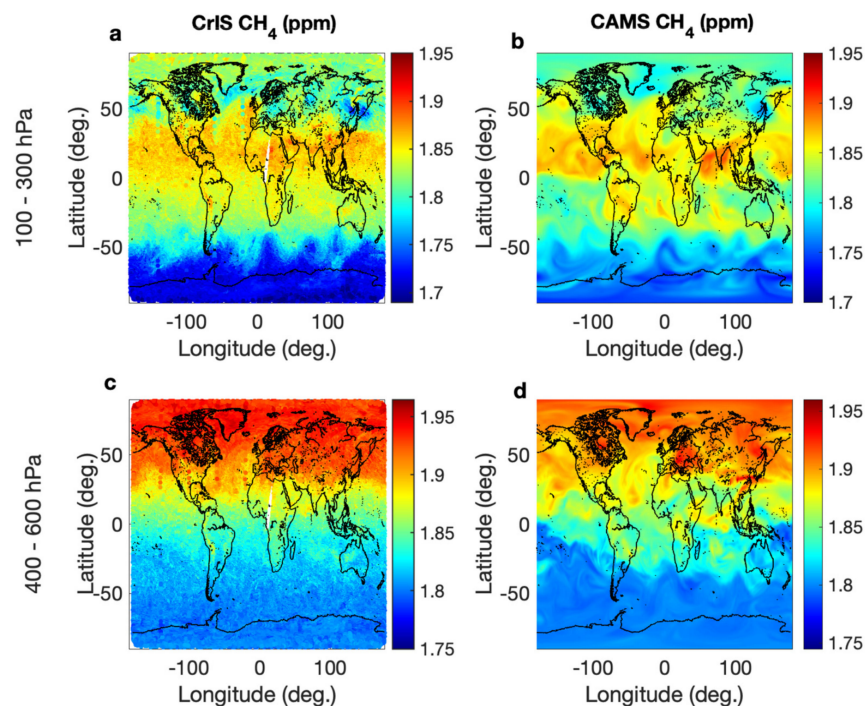 CrIS CH4 (ppm)
CAMS CH4 (ppm)
a
b
100 - 300 hPa
Latitude (deg.)
50
0
-50
-100
0
100
Longitude (deg.)
1.95
1.9
1.85
1.8
1.75
1.7
Latitude (deg.)
50
0
-50
-100
0
100
Longitude (deg.)
1.95
1.9
1.85
1.8
1.75
1.7
c
d
400 - 600 hPa
Latitude (deg.)
50
0
-50
-100
0
100
Longitude (deg.)
1.95
1.9
1.85
1.8
1.75
Latitude (deg.)
50
0
-50
-100
0
100
Longitude (deg.)
1.95
1.9
1.85
1.8
1.75